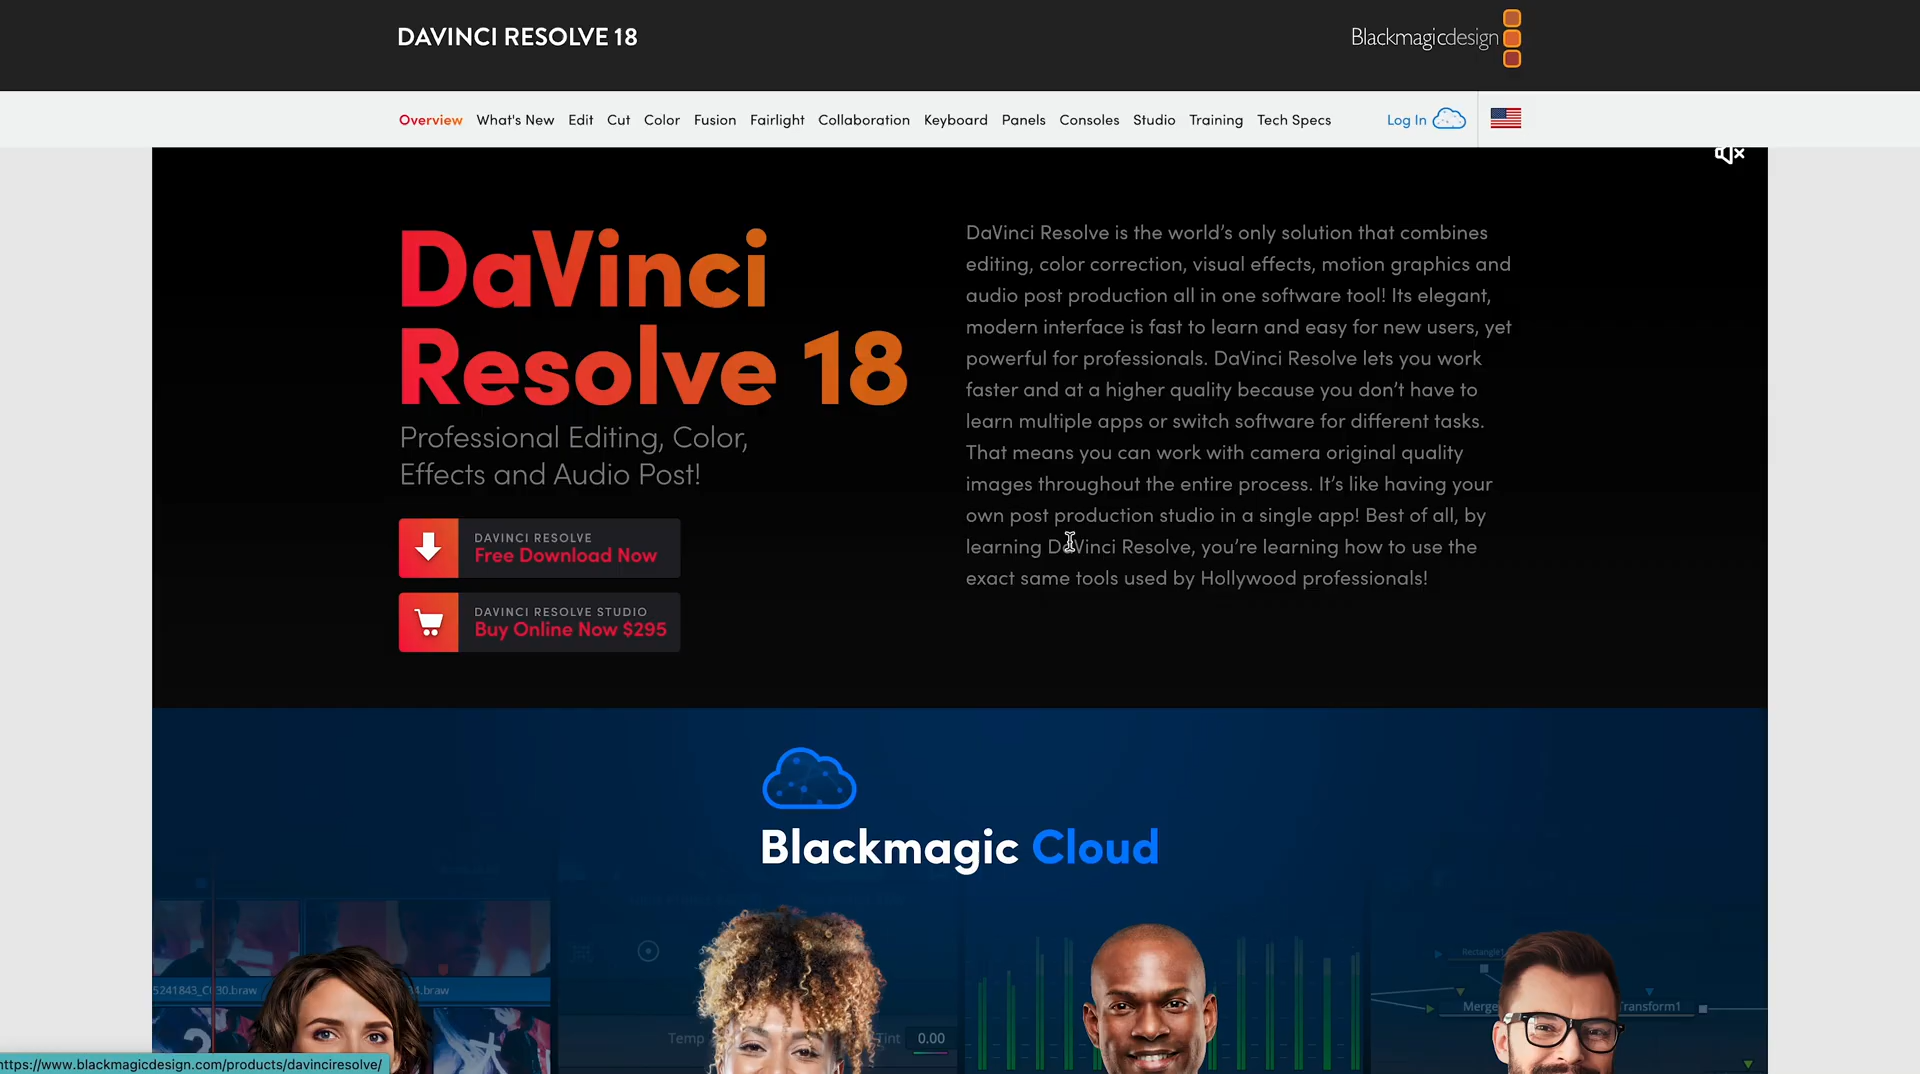 DAVINCI RESOLVE 18
Blackmagicdesign
Overview What's New Edit Cut Color Fusion Fairlight Collaboration Keyboard Panels Consoles Studio Training Tech Specs Log In
DaVinci
Resolve 18
Professional Editing, Color,
Effects and Audio Post!
DAVINCI RESOLVE
Free Download Now
DAVINCI RESOLVE STUDIO
Buy Online Now $295
DaVinci Resolve is the world's only solution that combines
editing, color correction, visual effects, motion graphics and
audio post production all in one software tool! Its elegant,
modern interface is fast to learn and easy for new users, yet
powerful for professionals. DaVinci Resolve lets you work
faster and at a higher quality because you don't have to
learn multiple apps or switch software for different tasks.
That means you can work with camera original quality
images throughout the entire process. It's like having your
own post production studio in a single app! Best of all, by
learning DaVinci Resolve, you're learning how to use the
exact same tools used by Hollywood professionals!
Blackmagic Cloud
5241843_C030.braw
4.braw
Temp
Tint 0.00
Rectangle1
Merge
Transform1
https://www.blackmagicdesign.com/products/davinciresolve/